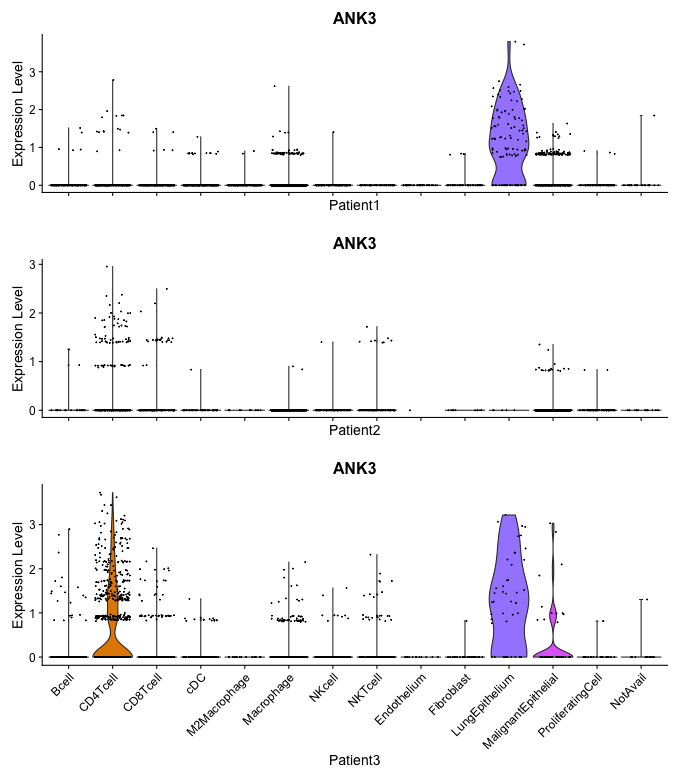 ANK3
Expression Level
3
2
1
0
Patient1
ANK3
Expression Level
3
2
1
0
Patient2
ANK3
Expression Level
3
2
1
0
Bcell
CD4Tcell
CD8Tcell
cDC
M2Macrophage
Macrophage
NKcell
NKTcell
Endothelium
Fibroblast
LungEpithelium
MalignantEpithelial
ProliferatingCell
NotAvail
Patient3